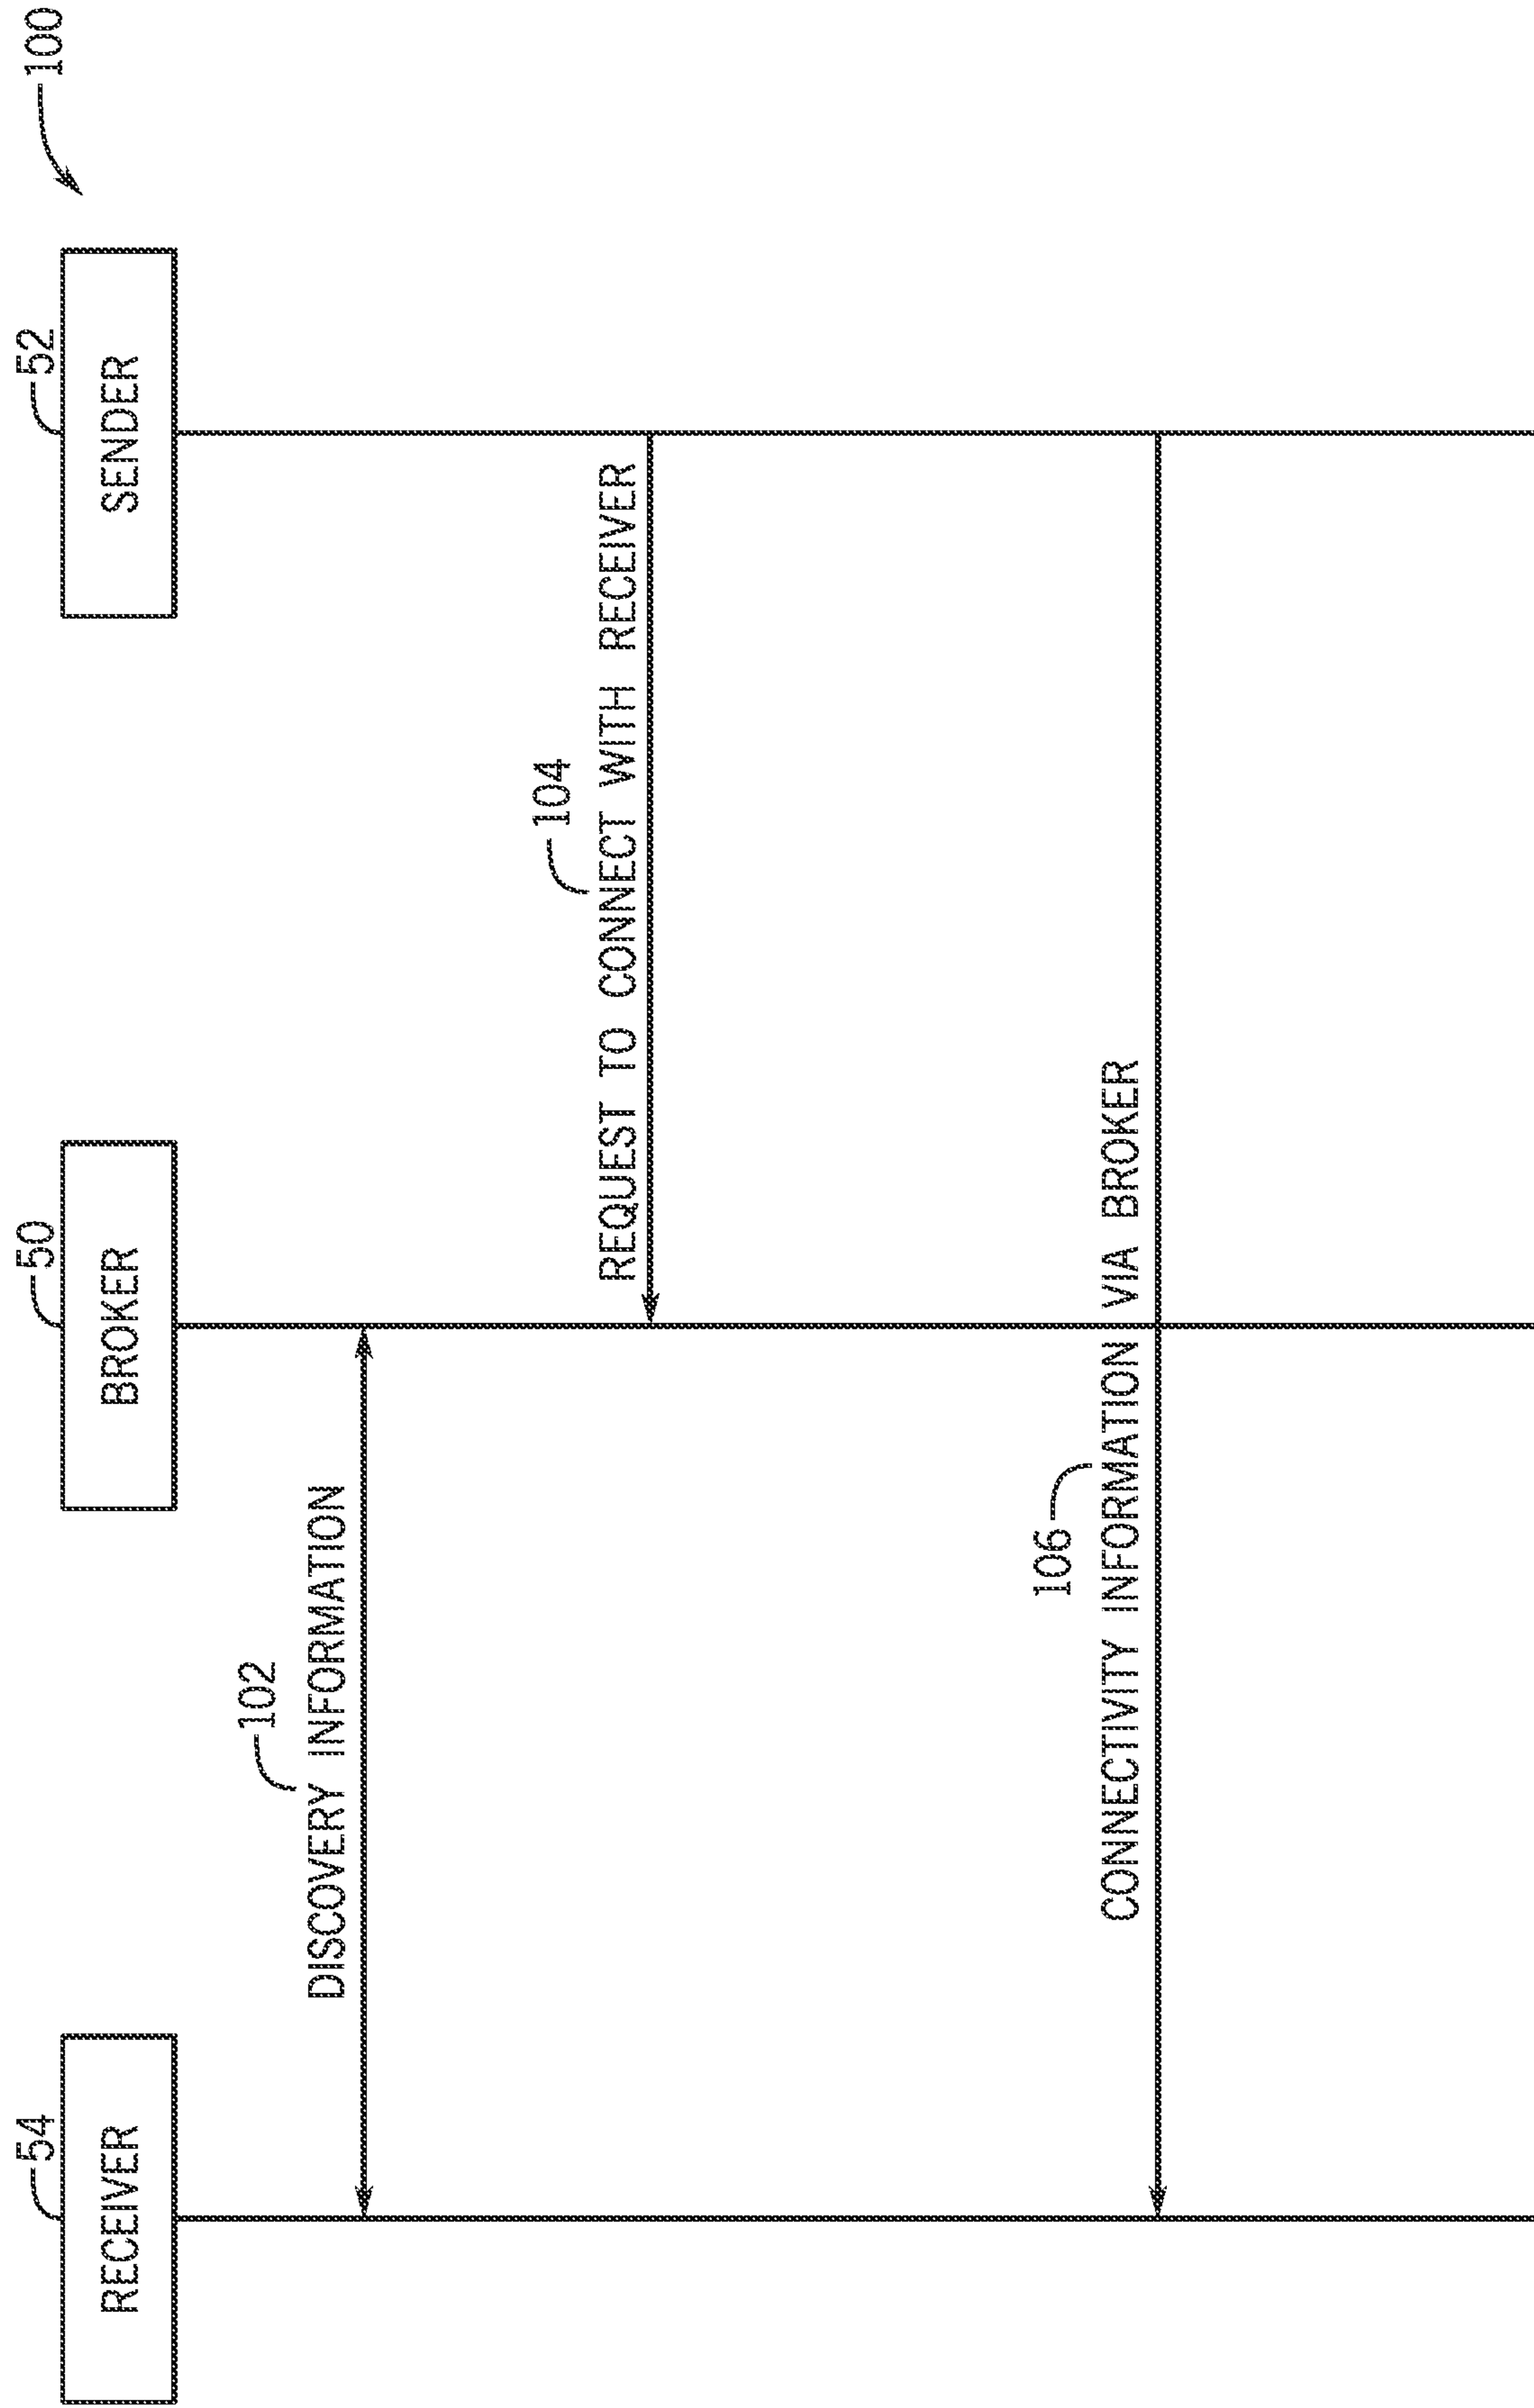 100
54
50
52
RECEIVER
BROKER
SENDER
102
DISCOVERY INFORMATION
104
REQUEST TO CONNECT WITH RECEIVER
106
CONNECTIVITY INFORMATION VIA BROKER